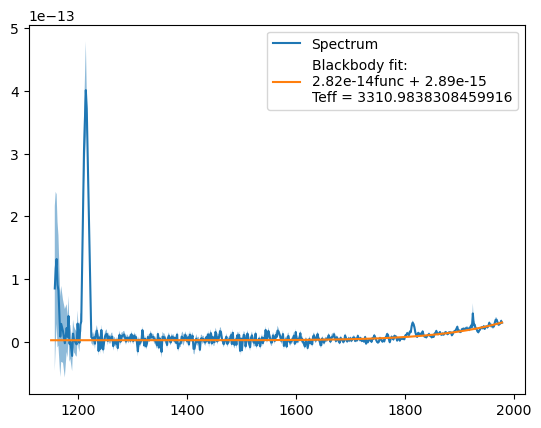 1e−13
5
4
3
2
1
0
1200
1400
1600
1800
2000
Spectrum
Blackbody fit:
2.82e-14func + 2.89e-15
Teff = 3310.9838308459916